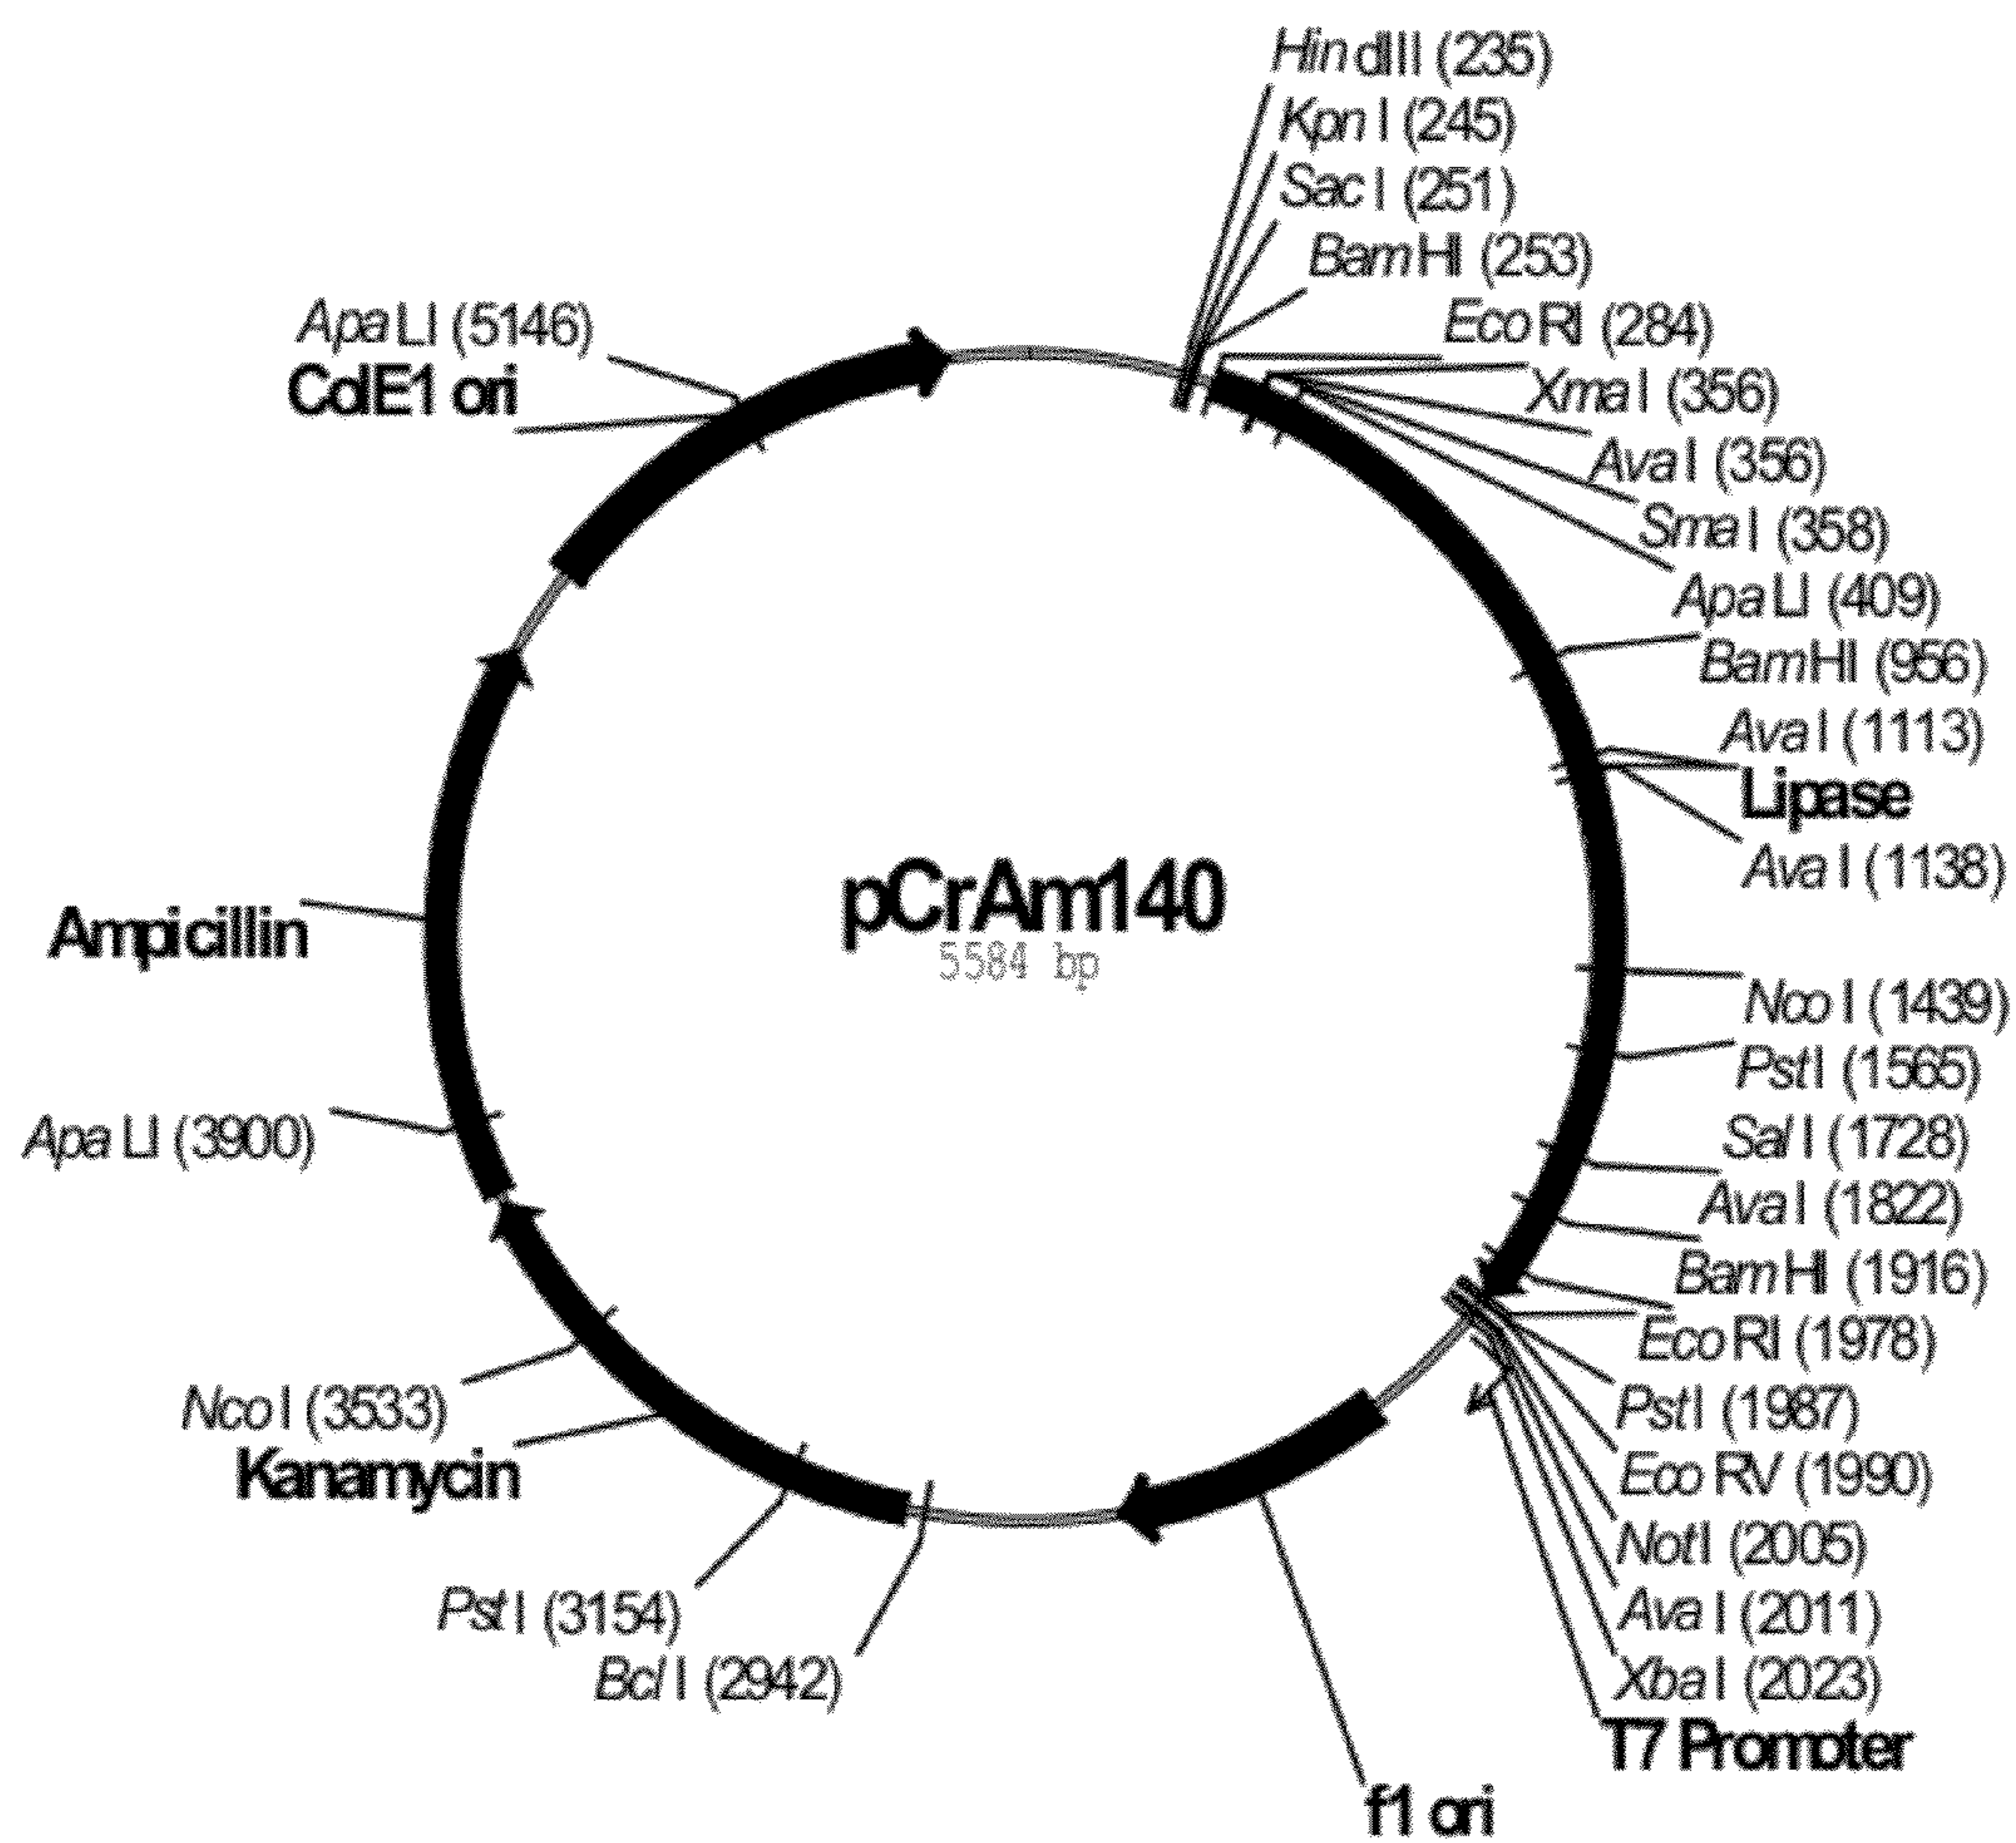 HindIII (235)
KpnI (245)
SacI (251)
BamHI (253)
EcoRI (284)
XmaI (356)
AvaI (356)
SmaI (358)
ApaLI (409)
BamHI (956)
AvaI (1113)
Lipase
AvaI (1138)
NcoI (1439)
PstI (1565)
SalI (1728)
AvaI (1822)
BamHI (1916)
EcoRI (1978)
PstI (1987)
EcoRV (1990)
NotI (2005)
AvaI (2011)
XbaI (2023)
T7 Promoter
f1 ori
BclI (2942)
PstI (3154)
Kanamycin
NcoI (3533)
ApaLI (3900)
Ampicillin
ColE1 ori
ApaLI (5146)
pCrAm140
5584 bp